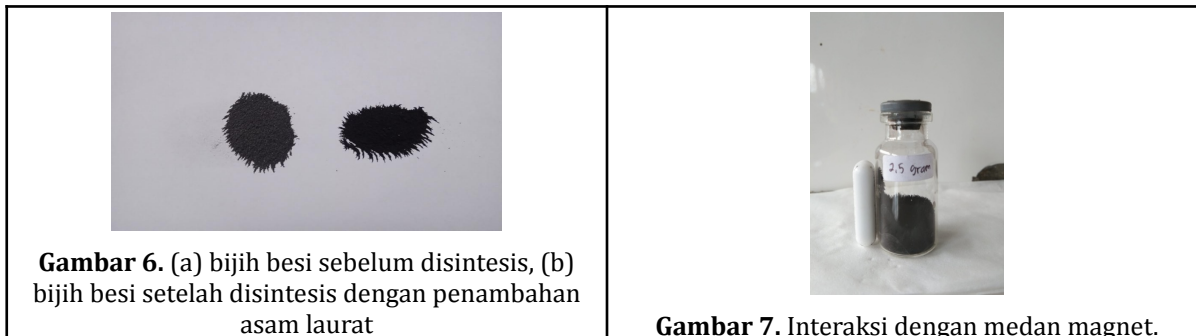 2,5 gram
Gambar 6. (a) bijih besi sebelum disintesis, (b)
bijih besi setelah disintesis dengan penambahan
asam laurat
Gambar 7. Interaksi dengan medan magnet.